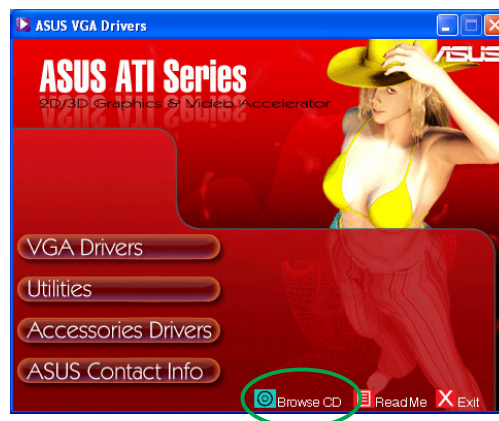 ASUS VGA Drivers
ASUS
ASUS ATI Series
2D/3D Graphics & Video Accelerator
VGA Drivers
Utilities
Accessories Drivers
ASUS Contact Info
Browse CD ReadMe Exit